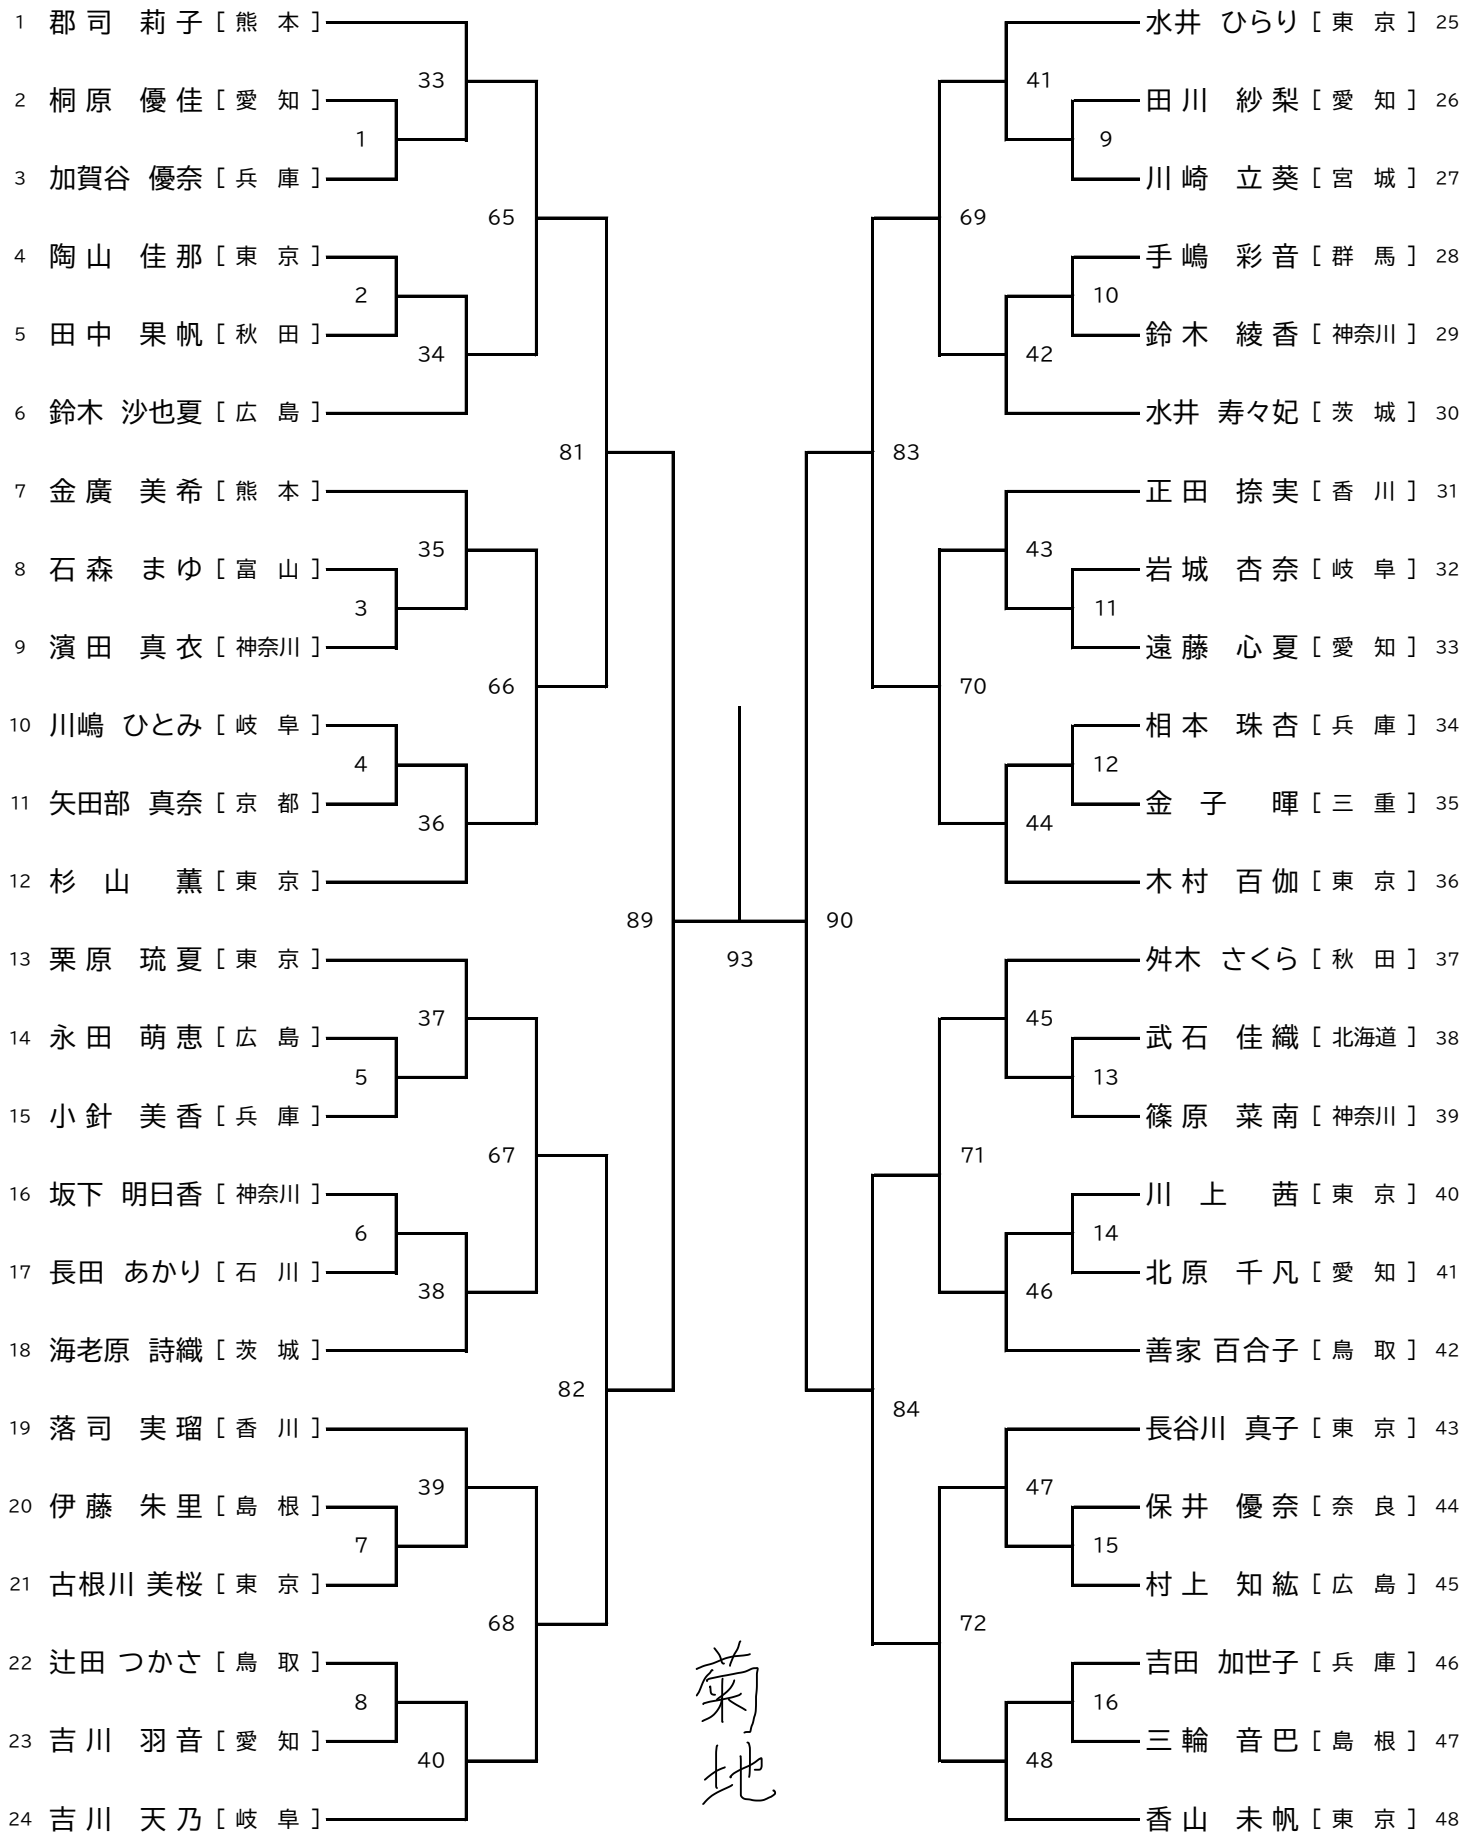 1 郡司 莉子 [ 熊 本 ]
33
2 桐原 優佳 [ 愛 知 ]
1
3 加賀谷 優奈 [ 兵 庫 ]
65
4 陶山 佳那 [ 東 京 ]
2
5 田中 果帆 [ 秋 田 ]
34
6 鈴木 沙也夏 [ 広 島 ]
81
7 金廣 美希 [ 熊 本 ]
35
8 石森 まゆ [ 富 山 ]
3
9 濱田 真衣 [ 神奈川 ]
66
10 川嶋 ひとみ [ 岐 阜 ]
4
11 矢田部 真奈 [ 京 都 ]
36
12 杉山 薫 [ 東 京 ]
89
13 栗原 琉夏 [ 東 京 ]
37
14 永田 萌恵 [ 広 島 ]
5
15 小針 美香 [ 兵 庫 ]
67
16 坂下 明日香 [ 神奈川 ]
6
17 長田 あかり [ 石 川 ]
38
18 海老原 詩織 [ 茨 城 ]
82
19 落司 実瑠 [ 香 川 ]
39
20 伊藤 朱里 [ 島 根 ]
7
21 古根川 美桜 [ 東 京 ]
68
22 辻田 つかさ [ 鳥 取 ]
8
23 吉川 羽音 [ 愛 知 ]
40
24 吉川 天乃 [ 岐 阜 ]
93
菊
地
水井 ひらり [ 東 京 ] 25
41
田川 紗梨 [ 愛 知 ] 26
9
川崎 立葵 [ 宮 城 ] 27
69
手嶋 彩音 [ 群 馬 ] 28
10
鈴木 綾香 [ 神奈川 ] 29
42
水井 寿々妃 [ 茨 城 ] 30
83
正田 捺実 [ 香 川 ] 31
43
岩城 杏奈 [ 岐 阜 ] 32
11
遠藤 心夏 [ 愛 知 ] 33
70
相本 珠杏 [ 兵 庫 ] 34
12
金子 暉 [ 三 重 ] 35
44
木村 百伽 [ 東 京 ] 36
90
舛木 さくら [ 秋 田 ] 37
45
武石 佳織 [ 北海道 ] 38
13
篠原 菜南 [ 神奈川 ] 39
71
川上 茜 [ 東 京 ] 40
14
北原 千凡 [ 愛 知 ] 41
46
善家 百合子 [ 鳥 取 ] 42
84
長谷川 真子 [ 東 京 ] 43
47
保井 優奈 [ 奈 良 ] 44
15
村上 知紘 [ 広 島 ] 45
72
吉田 加世子 [ 兵 庫 ] 46
16
三輪 音巴 [ 島 根 ] 47
48
香山 未帆 [ 東 京 ] 48